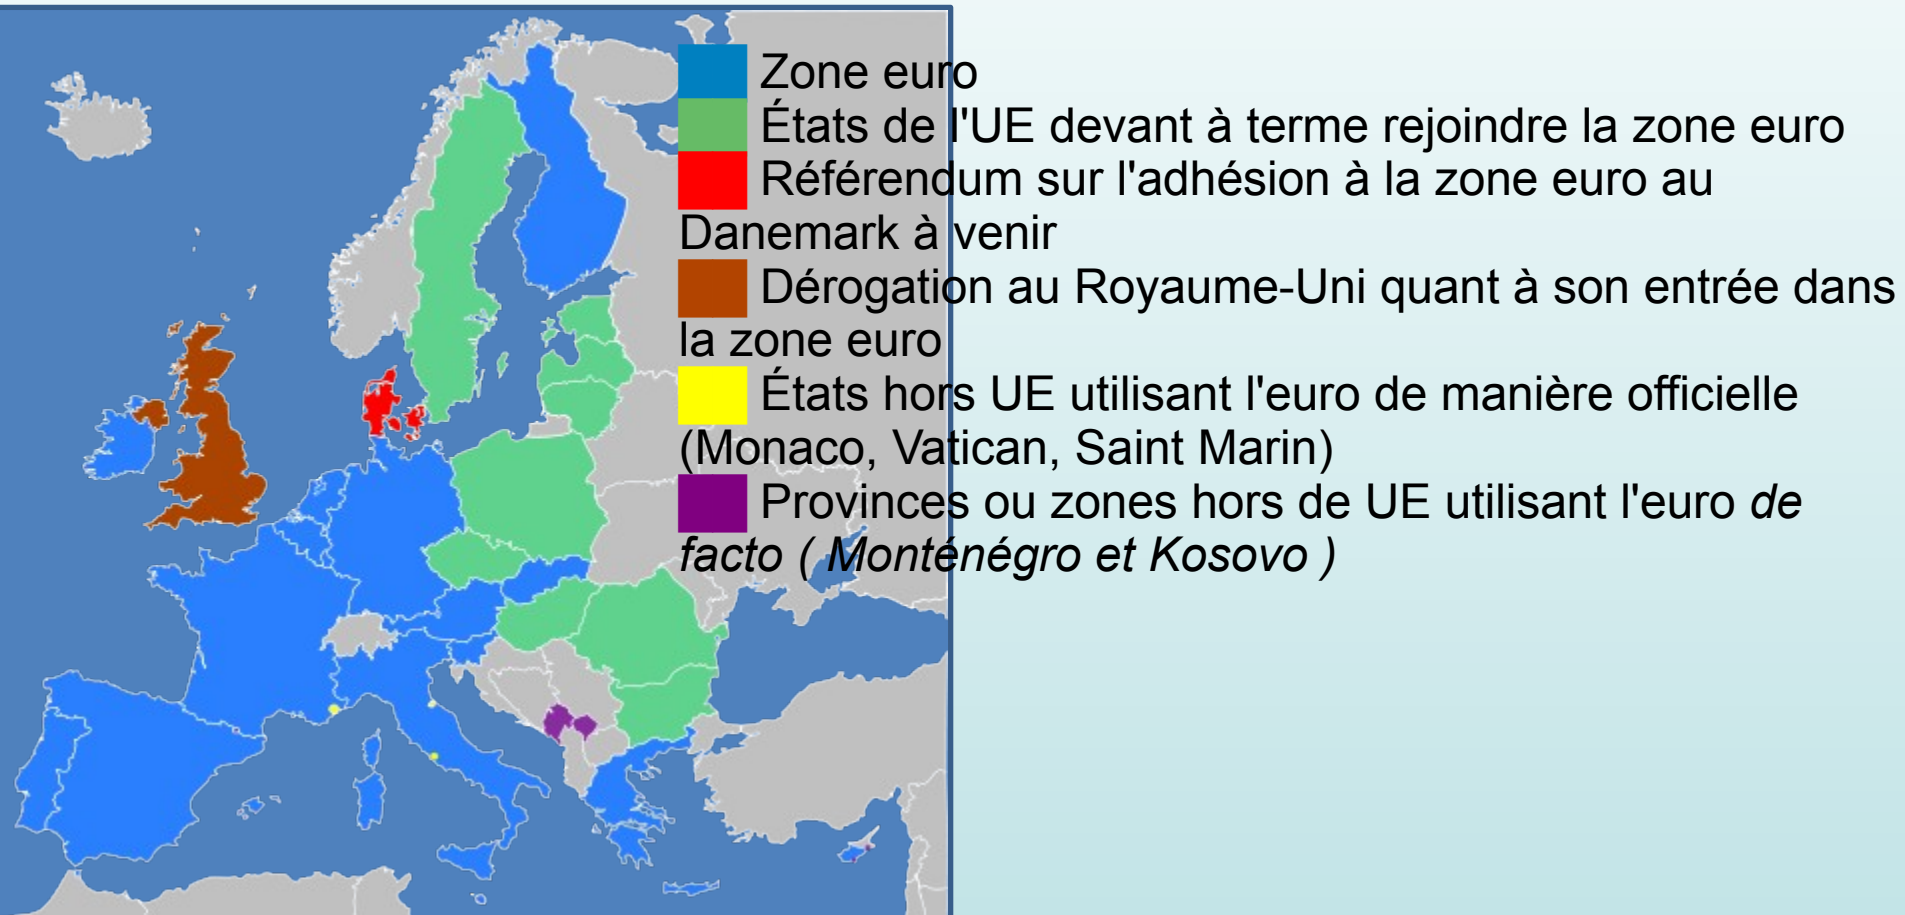 Zone euro
États de l'UE devant à terme rejoindre la zone euro
Référendum sur l'adhésion à la zone euro au
Danemark à venir
Dérogation au Royaume-Uni quant à son entrée dans
la zone euro
États hors UE utilisant l'euro de manière officielle
(Monaco, Vatican, Saint Marin)
Provinces ou zones hors de UE utilisant l'euro de
facto ( Monténégro et Kosovo )